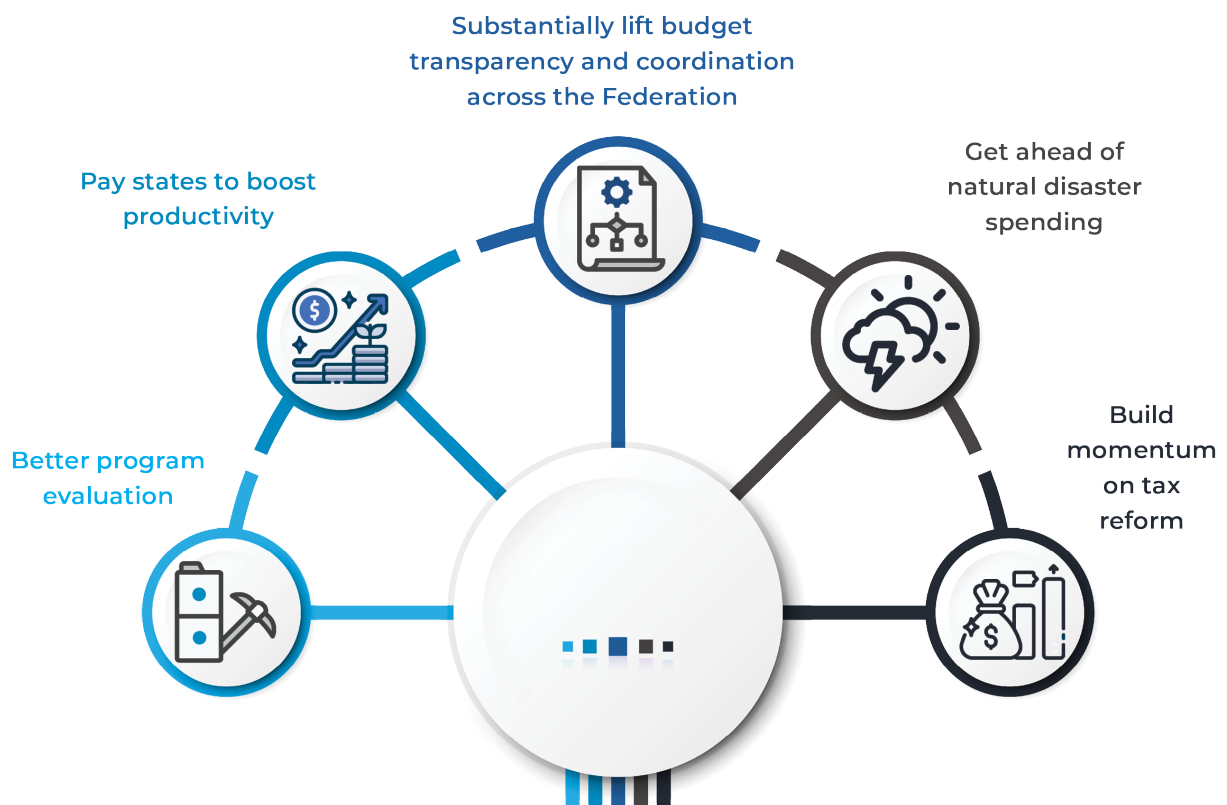 Substantially lift budget
transparency and coordination
across the Federation
Pay states to boost
productivity
Get ahead of
natural disaster
spending
Better program
evaluation
Build
momentum
on tax
reform
$
$